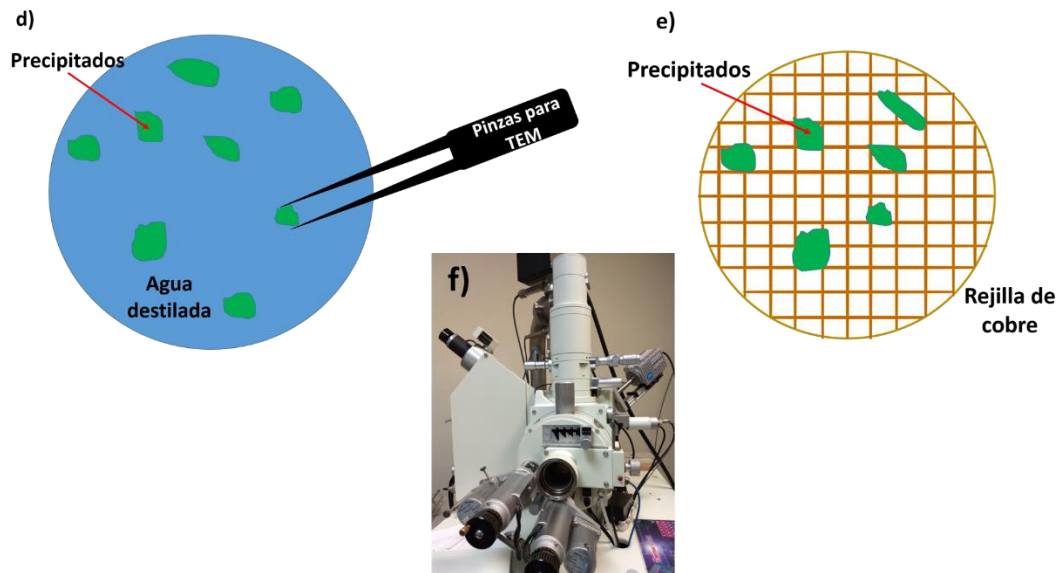 d)
Precipitados
Pinzas para
TEM
Agua
destilada
e)
Precipitados
Rejilla de
cobre
f)